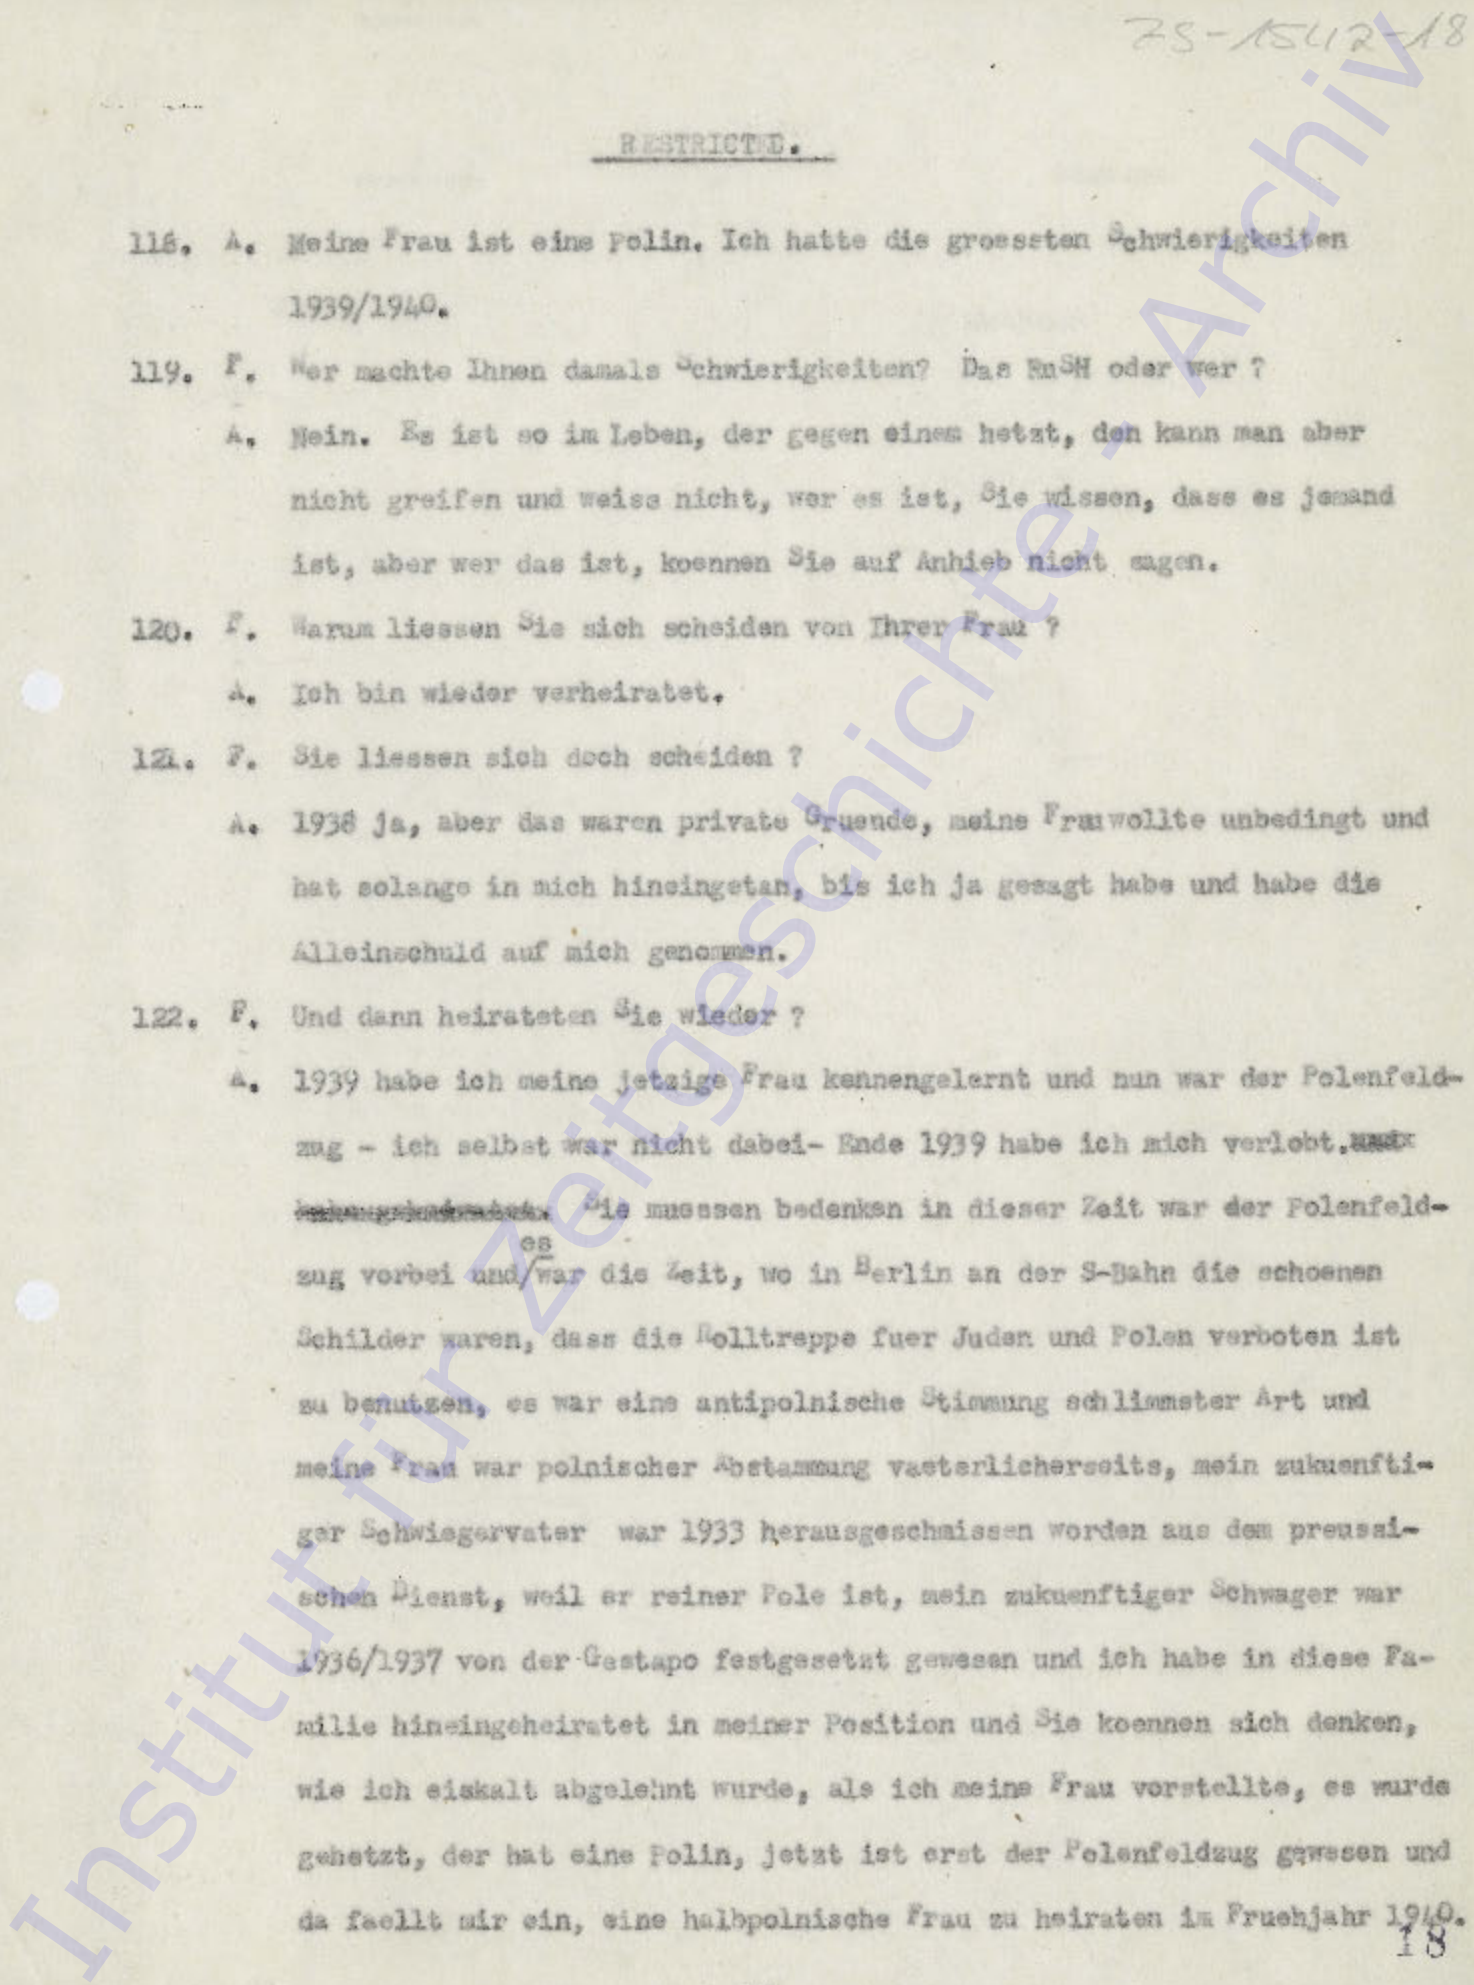 ZS-1542-18
RESTRICTED.
118. A. Meine Frau ist eine Polin. Ich hatte die groessten Schwierigkeiten
1939/1940.
119. F. Wer machte Ihnen damals Schwierigkeiten? Das RuSH oder wer ?
A. Nein. Es ist so im Leben, der gegen einem hetzt, den kann man aber
nicht greifen und weiss nicht, wer es ist, Sie wissen, dass es jemand
ist, aber wer das ist, koennen Sie auf Anhieb nicht sagen.
120. F. Warum liessen Sie sich scheiden von Ihrer Frau ?
A. Ich bin wieder verheiratet.
121. F. Sie liessen sich doch scheiden ?
A. 1938 ja, aber das waren private Gruende, meine Frau wollte unbedingt und
hat solange in mich hineingetan, bis ich ja gesagt habe und habe die
Alleinschuld auf mich genommen.
122. F. Und dann heirateten Sie wieder ?
A. 1939 habe ich meine jetzige Frau kennengelernt und nun war der Polenfeld-
zug - ich selbst war nicht dabei- Ende 1939 habe ich mich verlobt.
Sie muessen bedenken in dieser Zeit war der Polenfeld-
zug vorbei und/es war die Zeit, wo in Berlin an der S-Bahn die schoenen
Schilder waren, dass die Rolltreppe fuer Juden und Polen verboten ist
zu benutzen, es war eine antipolnische Stimmung schlimmster Art und
meine Frau war polnischer Abstammung vaeterlicherseits, mein zukuenfti-
ger Schwiegervater war 1933 herausgeschmissen worden aus dem preussi-
schen Dienst, weil er reiner Pole ist, mein zukuenftiger Schwager war
1936/1937 von der Gestapo festgesetzt gewesen und ich habe in diese Fa-
milie hineingeheiratet in meiner Position und Sie koennen sich denken,
wie ich eiskalt abgelehnt wurde, als ich meine Frau vorstellte, es wurde
gehetzt, der hat eine Polin, jetzt ist erst der Polenfeldzug gewesen und
da faellt mir ein, eine halbpolnische Frau zu heiraten im Fruehjahr 1940.
18
Institut für Zeitgeschichte - Archiv